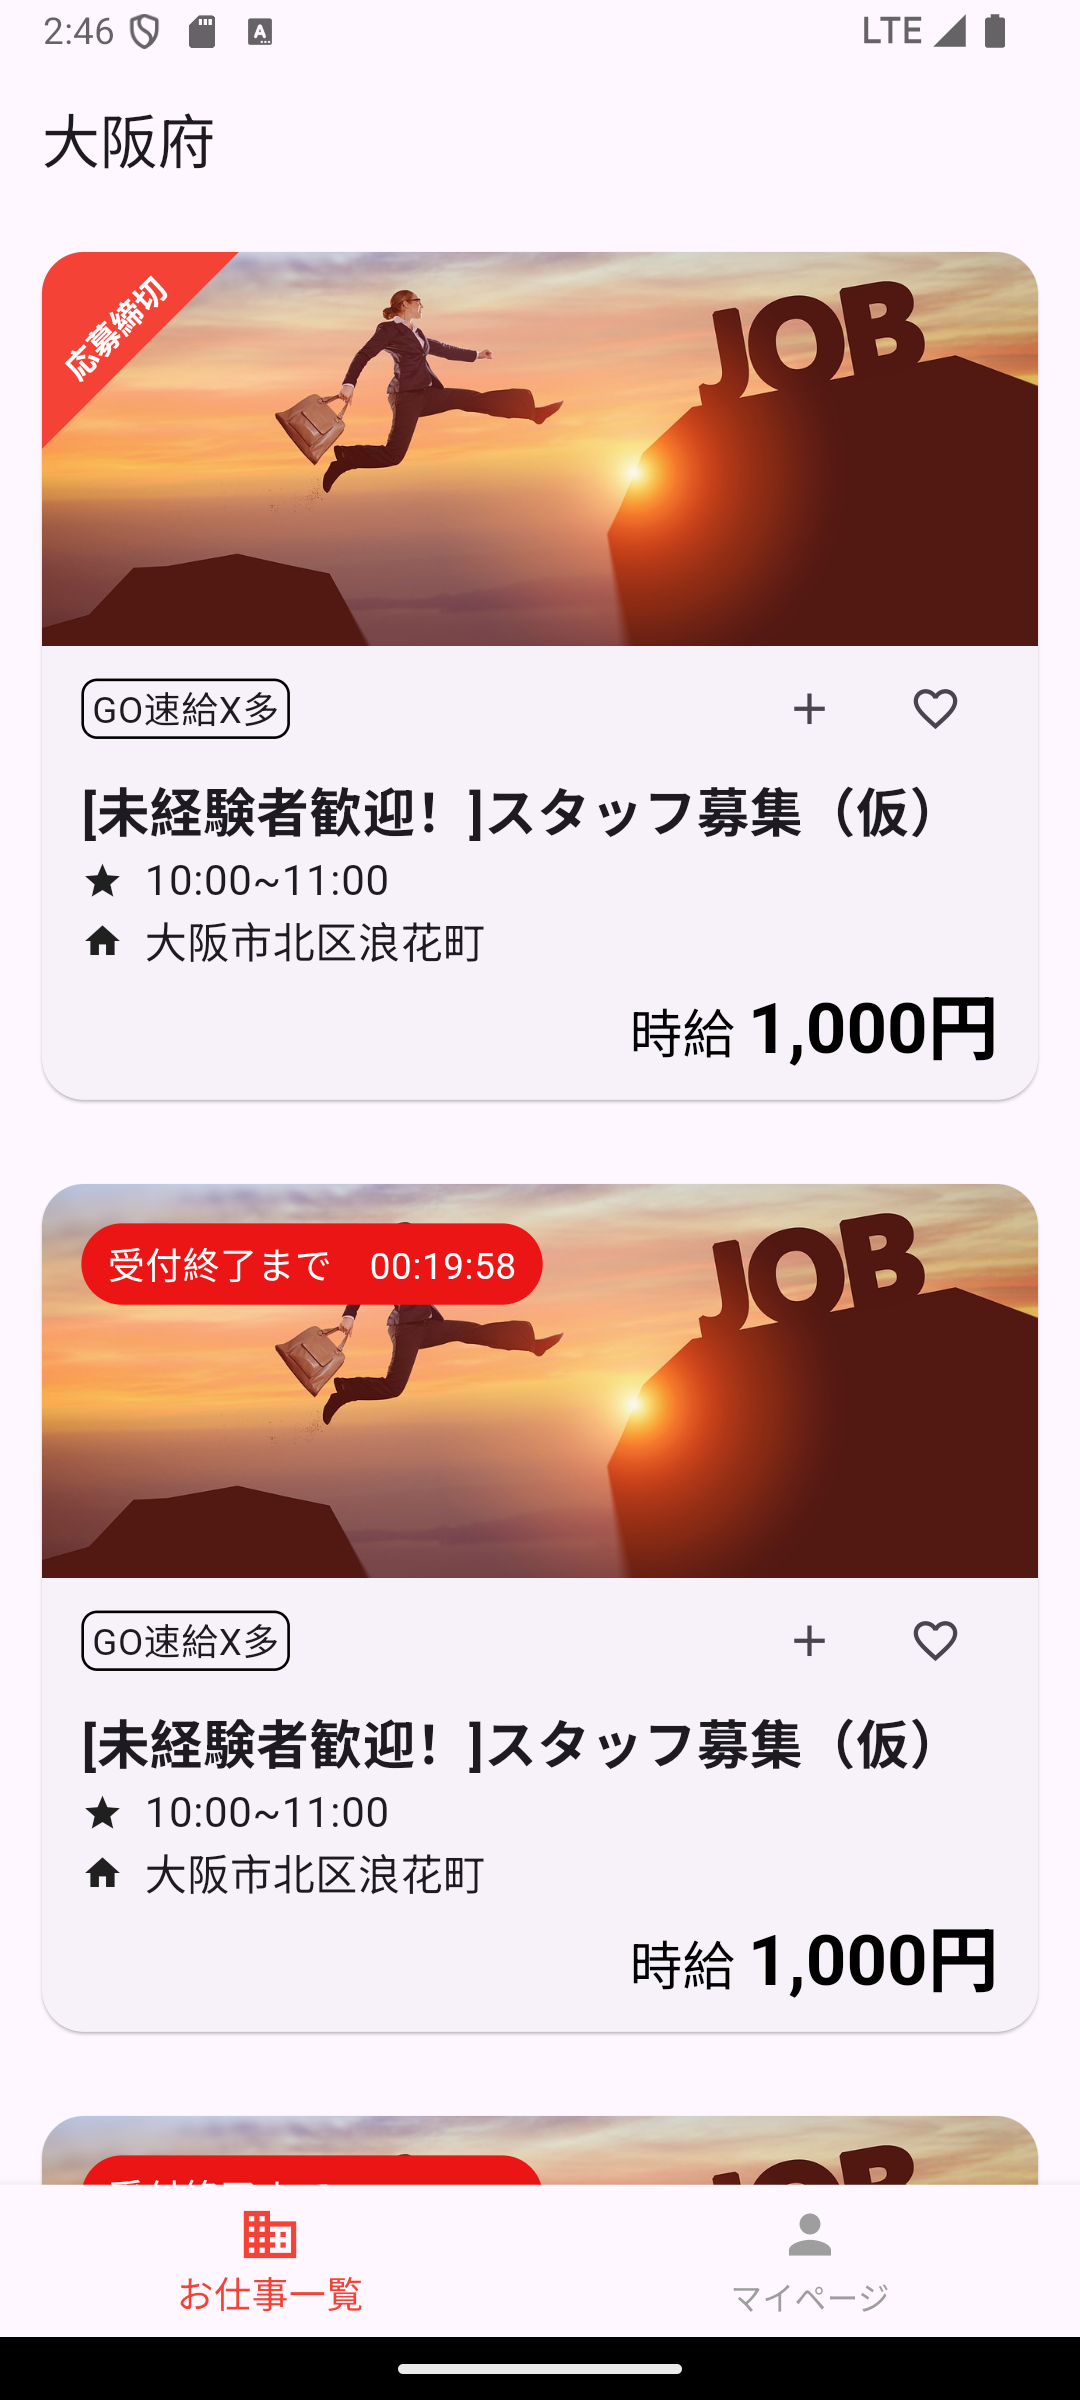 2:46
LTE
大阪府
応募締切
JOB
GO速給X多
[未経験者歓迎！]スタッフ募集（仮）
10:00~11:00
大阪市北区浪花町
時給 1,000円
受付終了まで 00:19:58
JOB
GO速給X多
[未経験者歓迎！]スタッフ募集（仮）
10:00~11:00
大阪市北区浪花町
時給 1,000円
お仕事一覧
マイページ